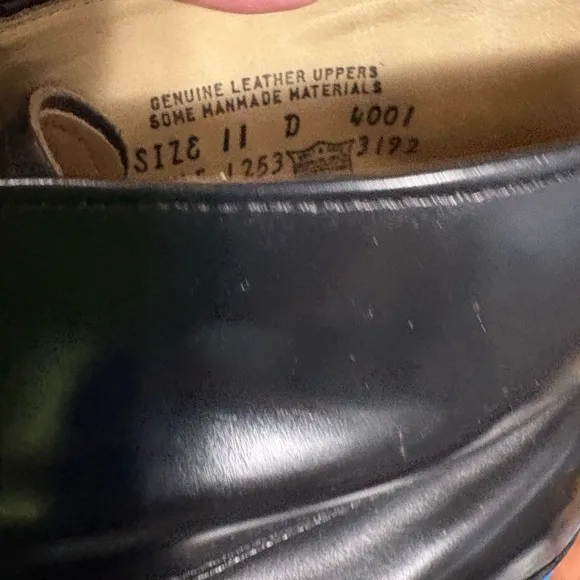 GENUINE LEATHER UPPERS
SOME MANMADE MATERIALS
SIZE 11 D 4001
1253 3192